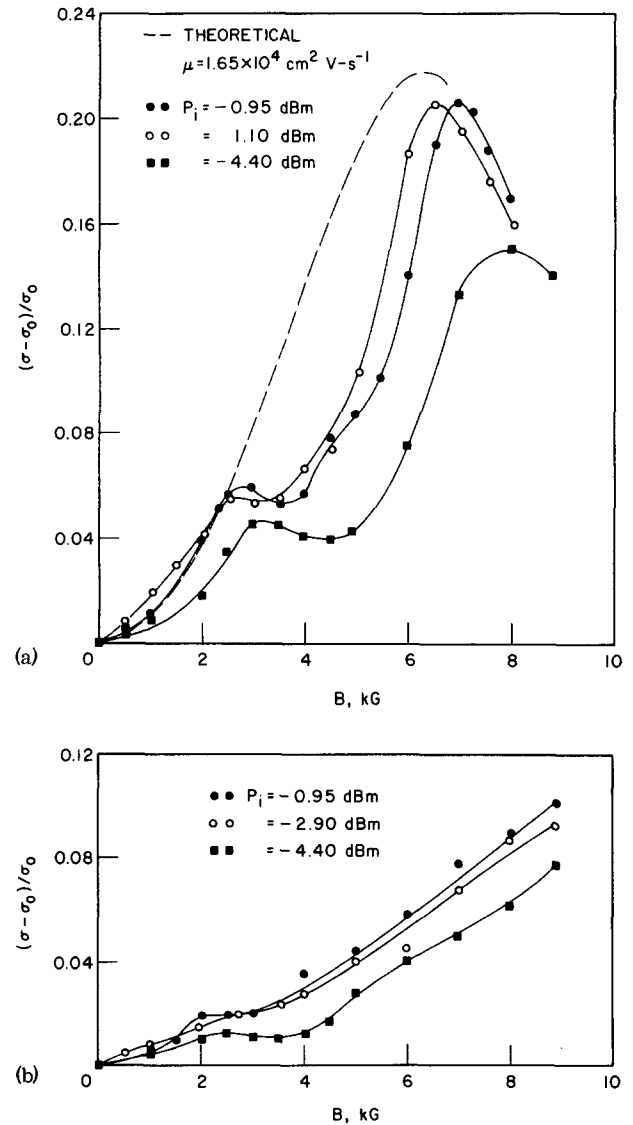 0.24
-- THEORETICAL
μ=1.65×10⁴ cm² V-s⁻¹
●● Pi=-0.95 dBm
0.20
○ = 1.10 dBm
■■ =-4.40 dBm
0.16
(σ-σ₀)/σ₀
0.12
0.08
0.04
(a)
0 2 4 6 8 10
B, kG
0.12
●● Pi=-0.95 dBm
○○ =-2.90 dBm
■■ =-4.40 dBm
0.08
(σ-σ₀)/σ₀
0.04
(b)
0 2 4 6 8 10
B, kG